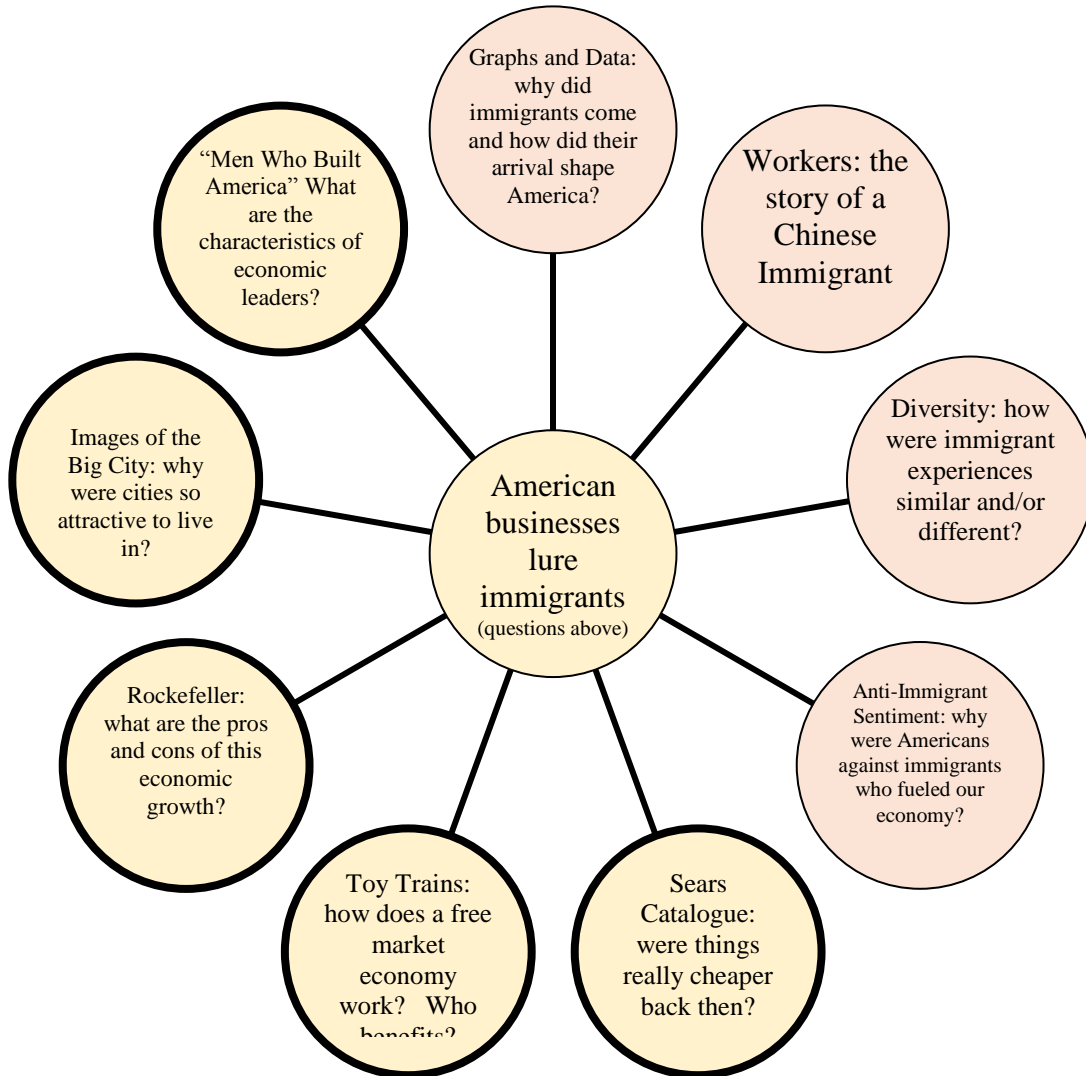 Graphs and Data:
why did
immigrants come
and how did their
arrival shape
America?
Workers: the
story of a
Chinese
Immigrant
Diversity: how
were immigrant
experiences
similar and/or
different?
Anti-Immigrant
Sentiment: why
were Americans
against immigrants
who fueled our
economy?
Sears
Catalogue:
were things
really cheaper
back then?
Toy Trains:
how does a free
market
economy
work?   Who
benefits?
Rockefeller:
what are the pros
and cons of this
economic
growth?
Images of the
Big City: why
were cities so
attractive to live
in?
“Men Who Built
America” What
are the
characteristics of
economic
leaders?
American
businesses
lure
immigrants
(questions above)